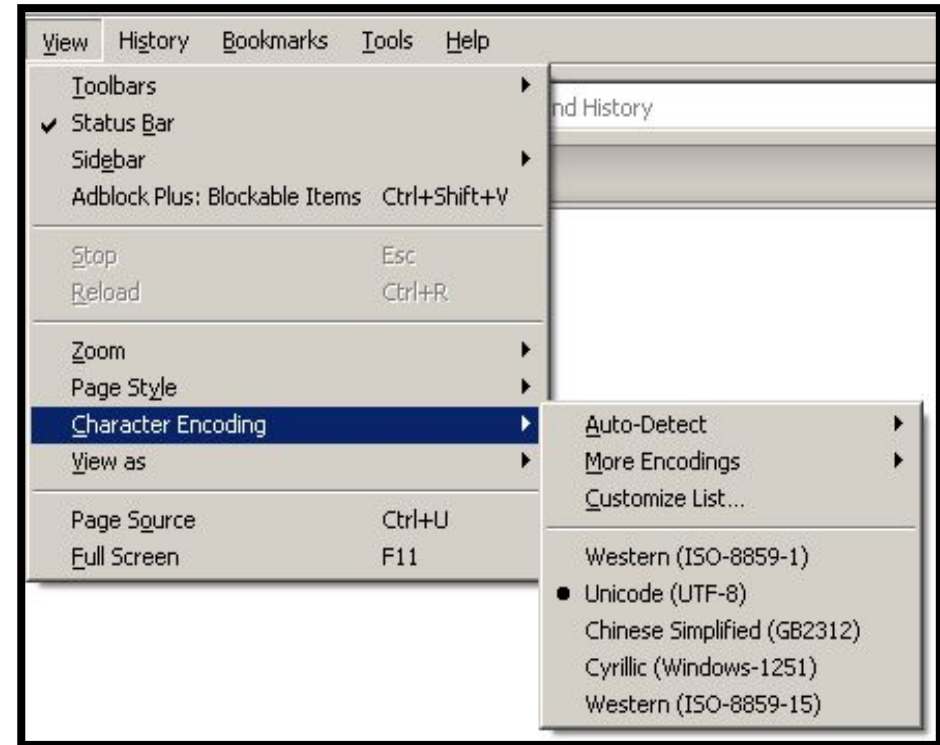 View History Bookmarks Tools Help
nd History
Toolbars
Status Bar
Sidebar
Adblock Plus: Blockable Items Ctrl+Shift+V
Stop Esc
Reload Ctrl+R
Zoom
Page Style
Character Encoding
View as
Page Source Ctrl+U
Full Screen F11
Auto-Detect
More Encodings
Customize List...
Western (ISO-8859-1)
Unicode (UTF-8)
Chinese Simplified (GB2312)
Cyrillic (Windows-1251)
Western (ISO-8859-15)